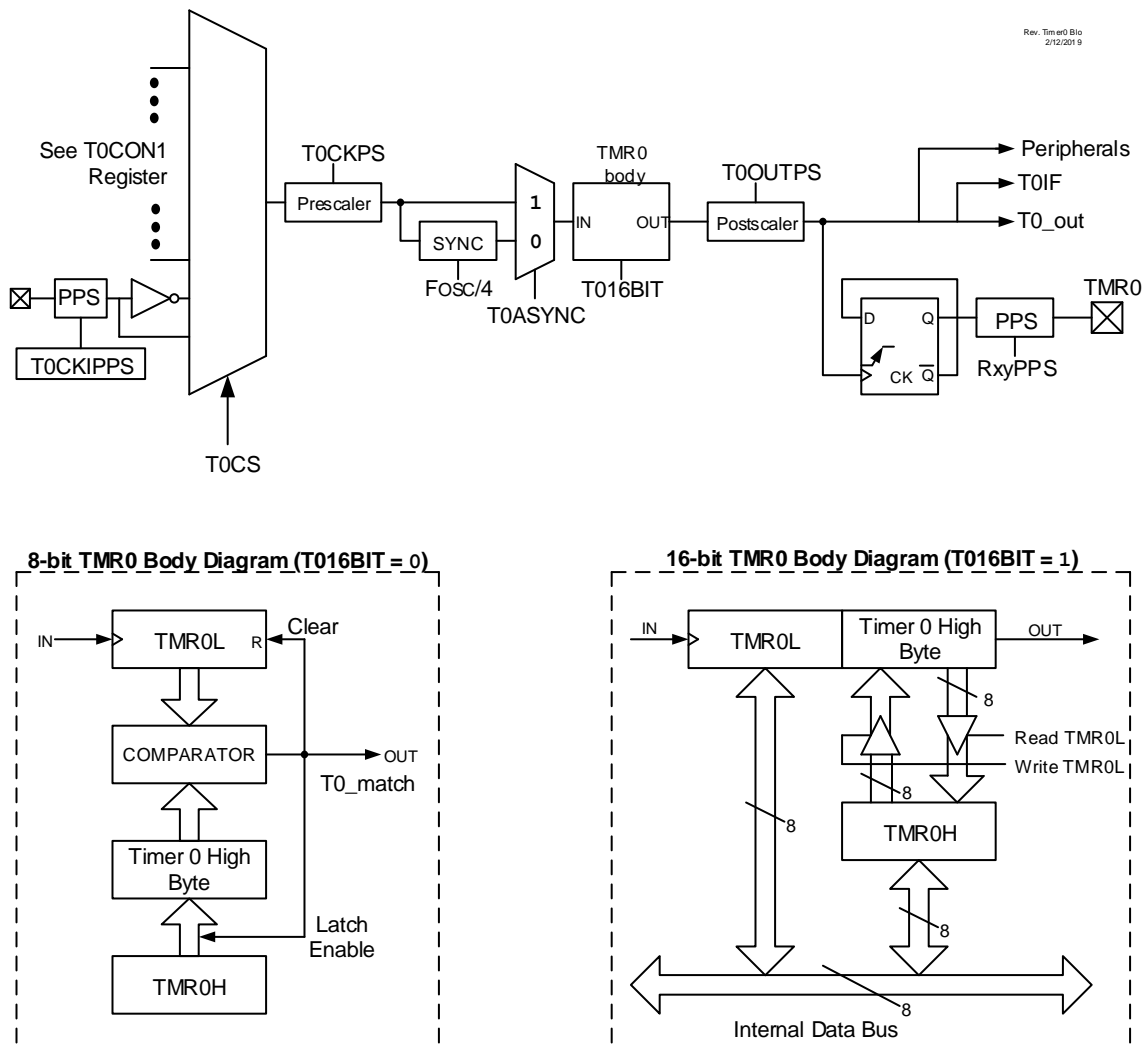 Rev. Timer0 Blo
2/12/2019
See T0CON1
Register
T0CKPS
Prescaler
SYNC
FOSC/4
1
0
T0ASYNC
TMR0
body
IN
OUT
T016BIT
T0OUTPS
Postscaler
Peripherals
T0IF
T0_out
PPS
T0CKIPPS
T0CS
D
Q
CK
Q̅
PPS
RxyPPS
TMR0
8-bit TMR0 Body Diagram (T016BIT = 0)
IN
TMR0L
R
Clear
COMPARATOR
OUT
T0_match
Timer 0 High
Byte
Latch
Enable
TMR0H
16-bit TMR0 Body Diagram (T016BIT = 1)
IN
TMR0L
Timer 0 High
Byte
OUT
8
Read TMR0L
Write TMR0L
8
8
TMR0H
8
8
Internal Data Bus